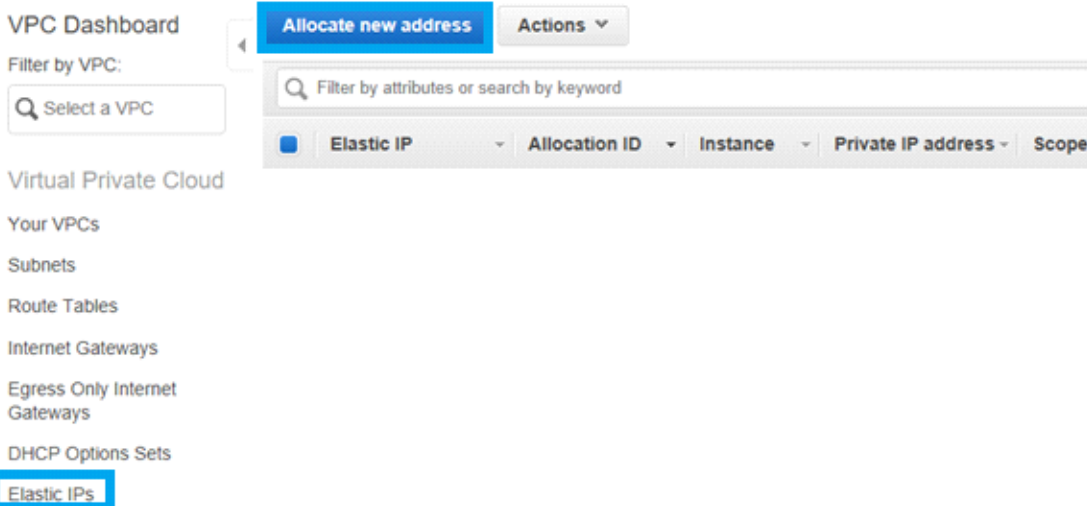 VPC Dashboard
Filter by VPC:
Select a VPC
Virtual Private Cloud
Your VPCs
Subnets
Route Tables
Internet Gateways
Egress Only Internet
Gateways
DHCP Options Sets
Elastic IPs
Allocate new address Actions
Filter by attributes or search by keyword
Elastic IP Allocation ID Instance Private IP address Scope